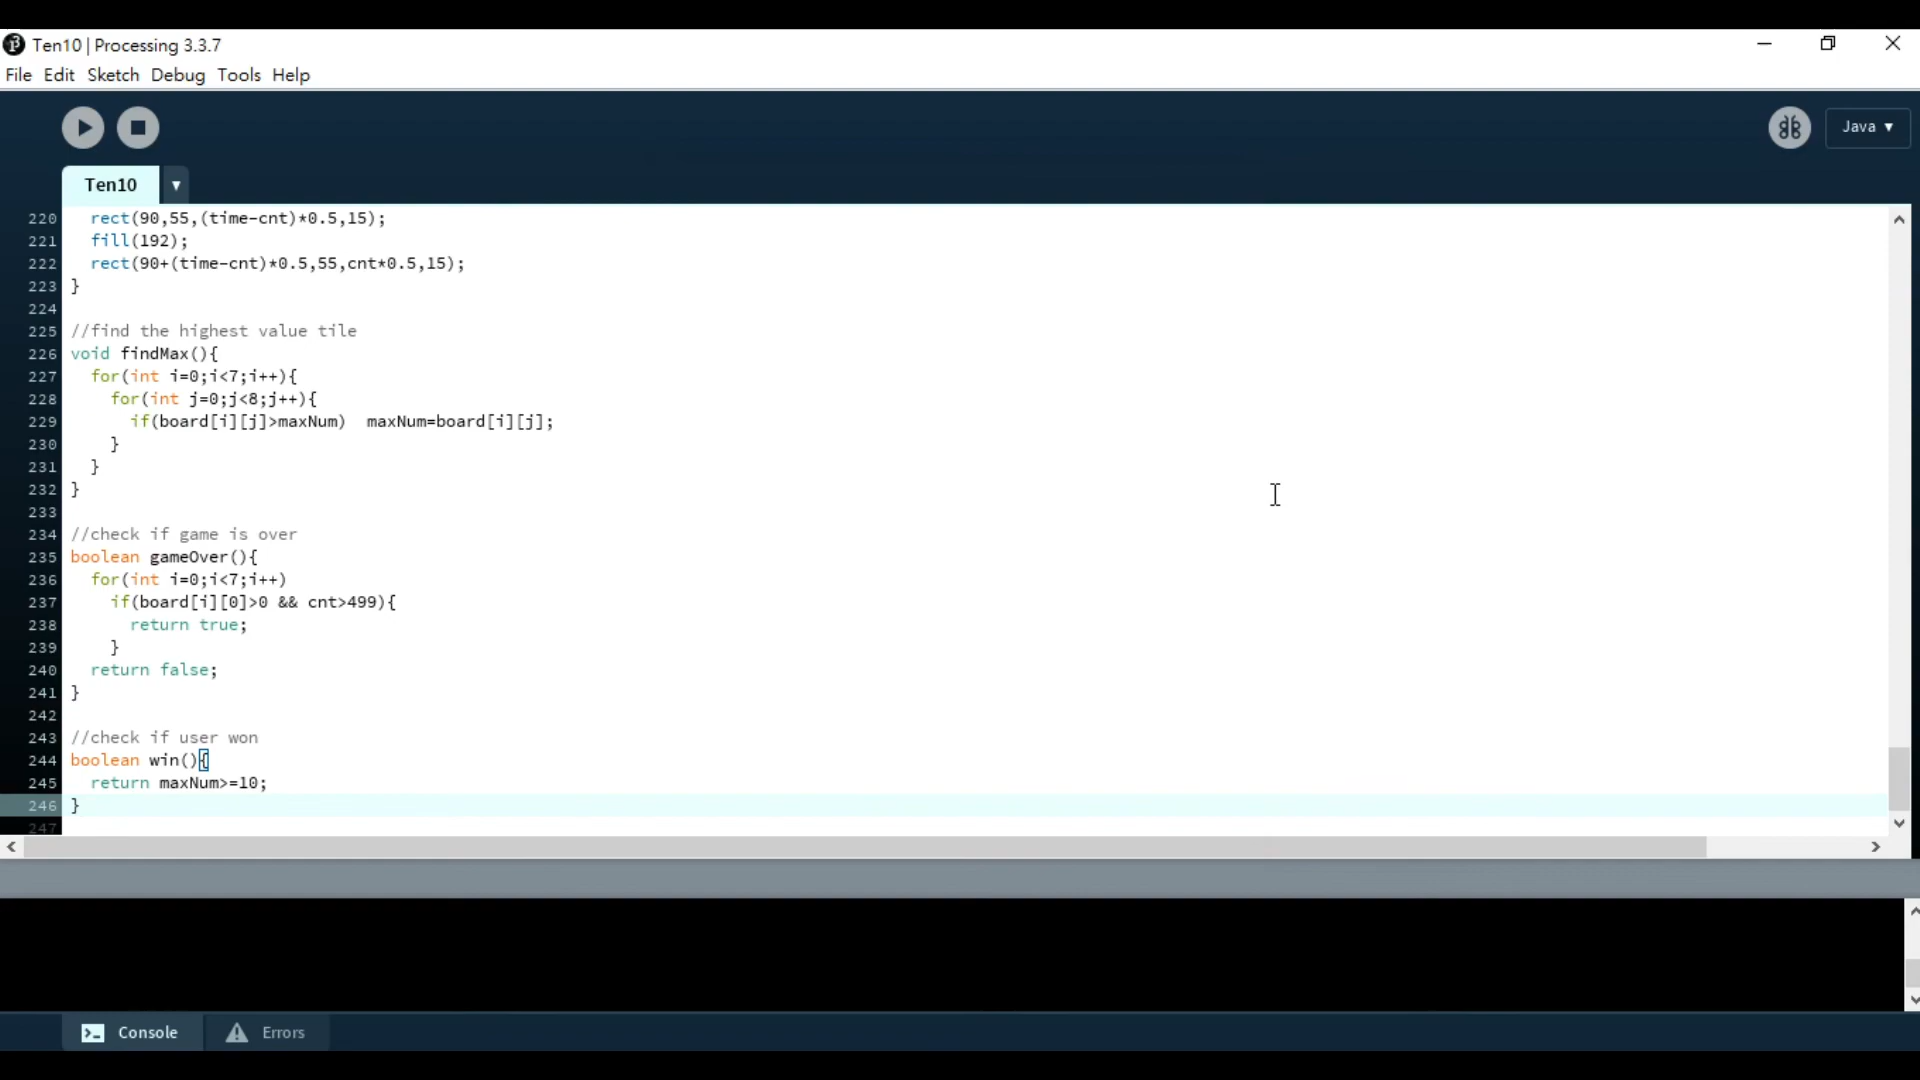 Ten10 | Processing 3.3.7
File Edit Sketch Debug Tools Help
Java ▼
Ten10 ▼
220 rect(90,55,(time-cnt)*0.5,15);
221 fill(192);
222 rect(90+(time-cnt)*0.5,55,cnt*0.5,15);
223 }
224
225 //find the highest value tile
226 void findMax(){
227 for(int i=0;i<7;i++){
228 for(int j=0;j<8;j++){
229 if(board[i][j]>maxNum)  maxNum=board[i][j];
230 }
231 }
232 }
233
234 //check if game is over
235 boolean gameOver(){
236 for(int i=0;i<7;i++)
237 if(board[i][0]>0 && cnt>499){
238 return true;
239 }
240 return false;
241 }
242
243 //check if user won
244 boolean win(){
245 return maxNum>=10;
246 }
247
Console Errors